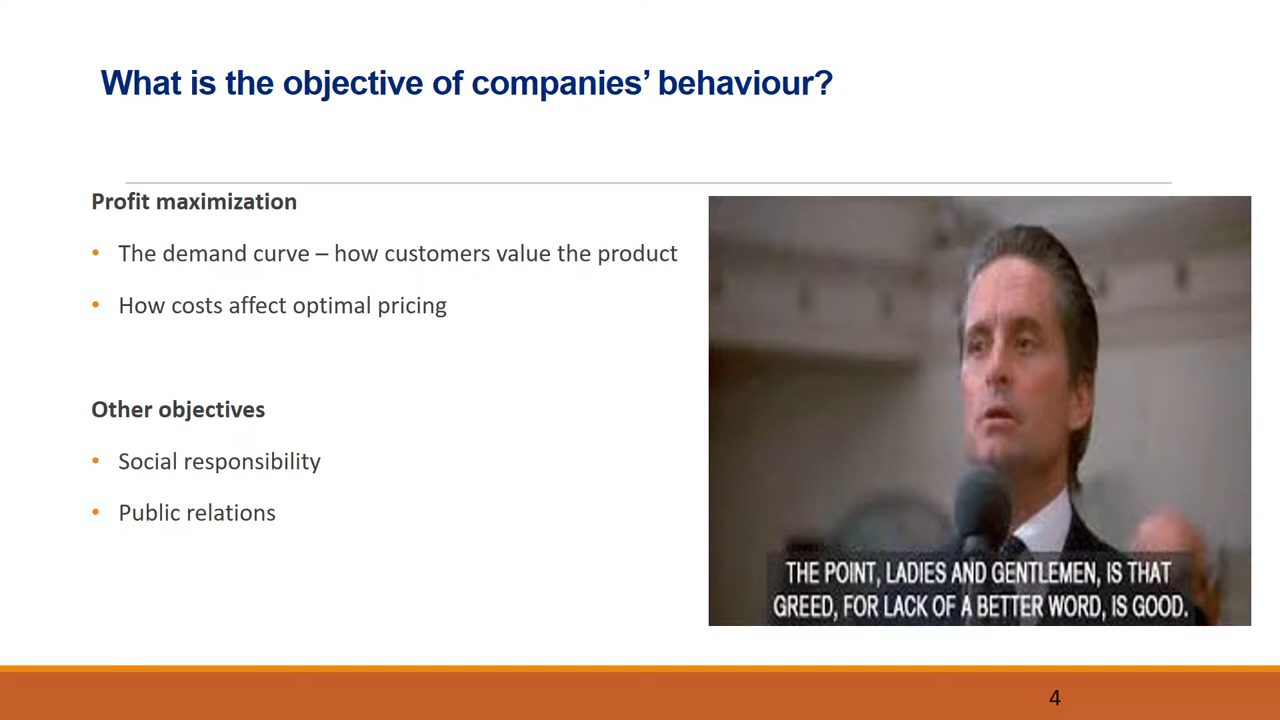 What is the objective of companies’ behaviour?
Profit maximization
• The demand curve – how customers value the product
• How costs affect optimal pricing
Other objectives
• Social responsibility
• Public relations
THE POINT, LADIES AND GENTLEMEN, IS THAT
GREED, FOR LACK OF A BETTER WORD, IS GOOD.
4